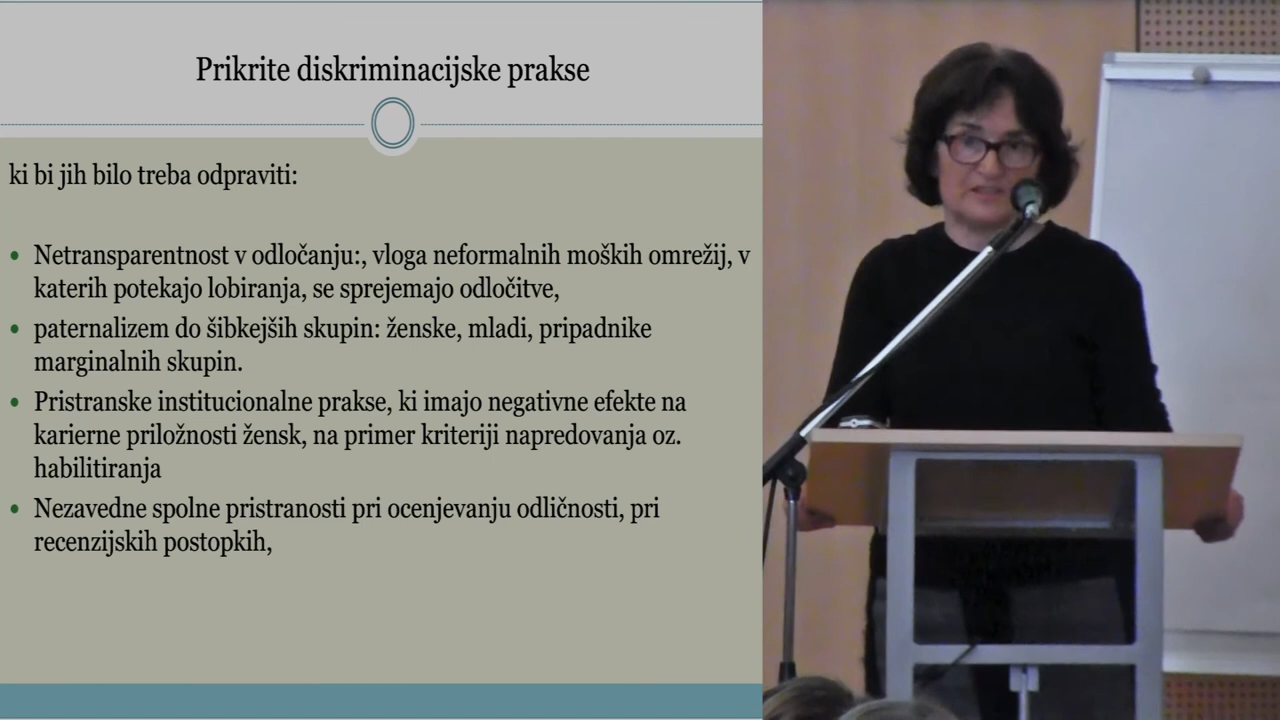 Prikrite diskriminacijske prakse
ki bi jih bilo treba odpraviti:
Netransparentnost v odločanju:, vloga neformalnih moških omrežij, v
katerih potekajo lobiranja, se sprejemajo odločitve,
paternalizem do šibkejših skupin: ženske, mladi, pripadnike
marginalnih skupin.
Pristranske institucionalne prakse, ki imajo negativne efekte na
karierne priložnosti žensk, na primer kriteriji napredovanja oz.
habilitiranja
Nezavedne spolne pristranosti pri ocenjevanju odličnosti, pri
recenzijskih postopkih,